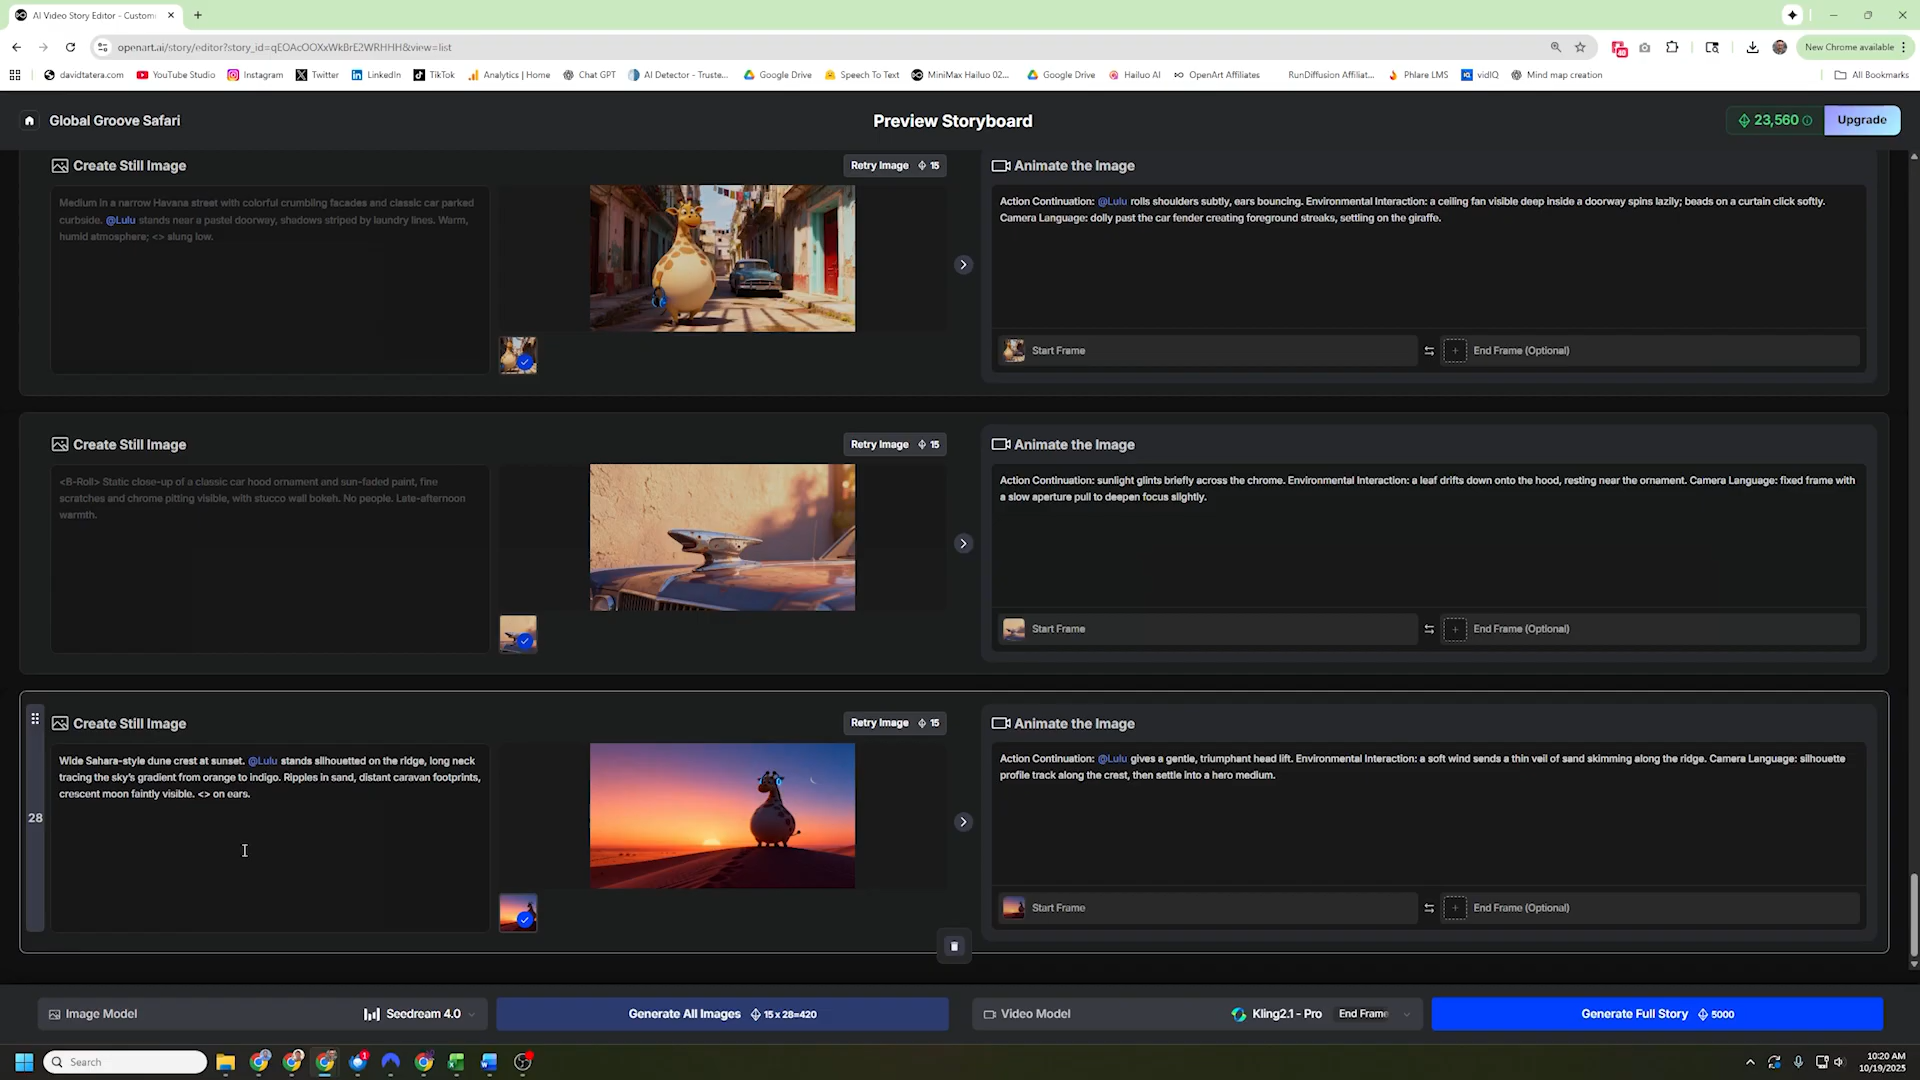 AI Video Story Editor - Custom
openart.ai/story/editor?story_id=qEOAcOOXxWkBrE2WRHHH&view=list
New Chrome available
davidtatera.com
YouTube Studio
Instagram
Twitter
LinkedIn
TikTok
Analytics | Home
Chat GPT
AI Detector - Truste...
Google Drive
Speech To Text
MiniMax Hailuo 02...
Google Drive
Hailuo AI
OpenArt Affiliates
RunDiffusion Affiliat...
Phlare LMS
vidIQ
Mind map creation
All Bookmarks
Global Groove Safari
Preview Storyboard
23,560
Upgrade
Create Still Image
Retry Image 15
Animate the Image
Medium in a narrow Havana street with colorful crumbling facades and classic car parked
curbside. @Lulu stands near a pastel doorway, shadows striped by laundry lines. Warm,
humid atmosphere; <> slung low.
Action Continuation: @Lulu rolls shoulders subtly, ears bouncing. Environmental Interaction: a ceiling fan visible deep inside a doorway spins lazily; beads on a curtain click softly.
Camera Language: dolly past the car fender creating foreground streaks, settling on the giraffe.
Start Frame
End Frame (Optional)
Create Still Image
Retry Image 15
Animate the Image
<B-Roll> Static close-up of a classic car hood ornament and sun-faded paint, fine
scratches and chrome pitting visible, with stucco wall bokeh. No people. Late-afternoon
warmth.
Action Continuation: sunlight glints briefly across the chrome. Environmental Interaction: a leaf drifts down onto the hood, resting near the ornament. Camera Language: fixed frame with
a slow aperture pull to deepen focus slightly.
Start Frame
End Frame (Optional)
Create Still Image
Retry Image 15
Animate the Image
28
Wide Sahara-style dune crest at sunset. @Lulu stands silhouetted on the ridge, long neck
tracing the sky's gradient from orange to indigo. Ripples in sand, distant caravan footprints,
crescent moon faintly visible. <> on ears.
Action Continuation: @Lulu gives a gentle, triumphant head lift. Environmental Interaction: a soft wind sends a thin veil of sand skimming along the ridge. Camera Language: silhouette
profile track along the crest, then settle into a hero medium.
Start Frame
End Frame (Optional)
Image Model
Seedream 4.0
Generate All Images 15 x 28=420
Video Model
Kling2.1 - Pro
End Frame
Generate Full Story 5000
Search
10:20 AM
10/19/2025